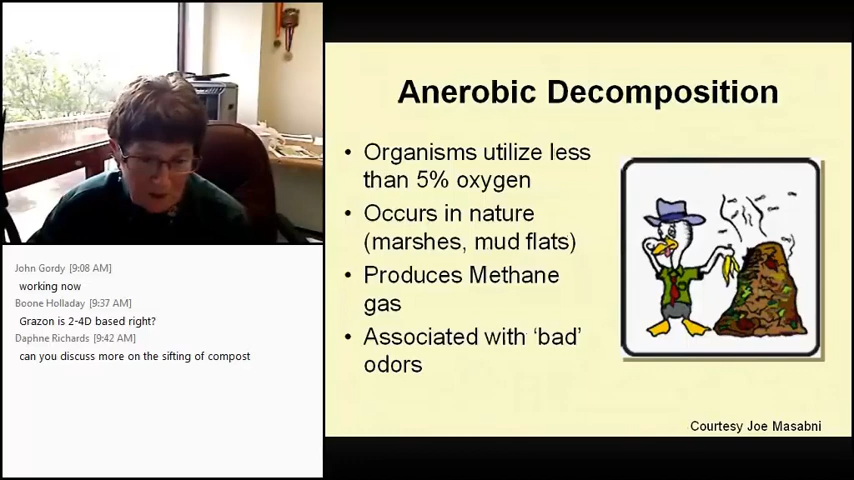 John Gordy [9:08 AM]
working now
Boone Holladay [9:37 AM]
Grazon is 2-4D based right?
Daphne Richards [9:42 AM]
can you discuss more on the sifting of compost
Anerobic Decomposition
• Organisms utilize less
than 5% oxygen
• Occurs in nature
(marshes, mud flats)
• Produces Methane
gas
• Associated with ‘bad’
odors
Courtesy Joe Masabni